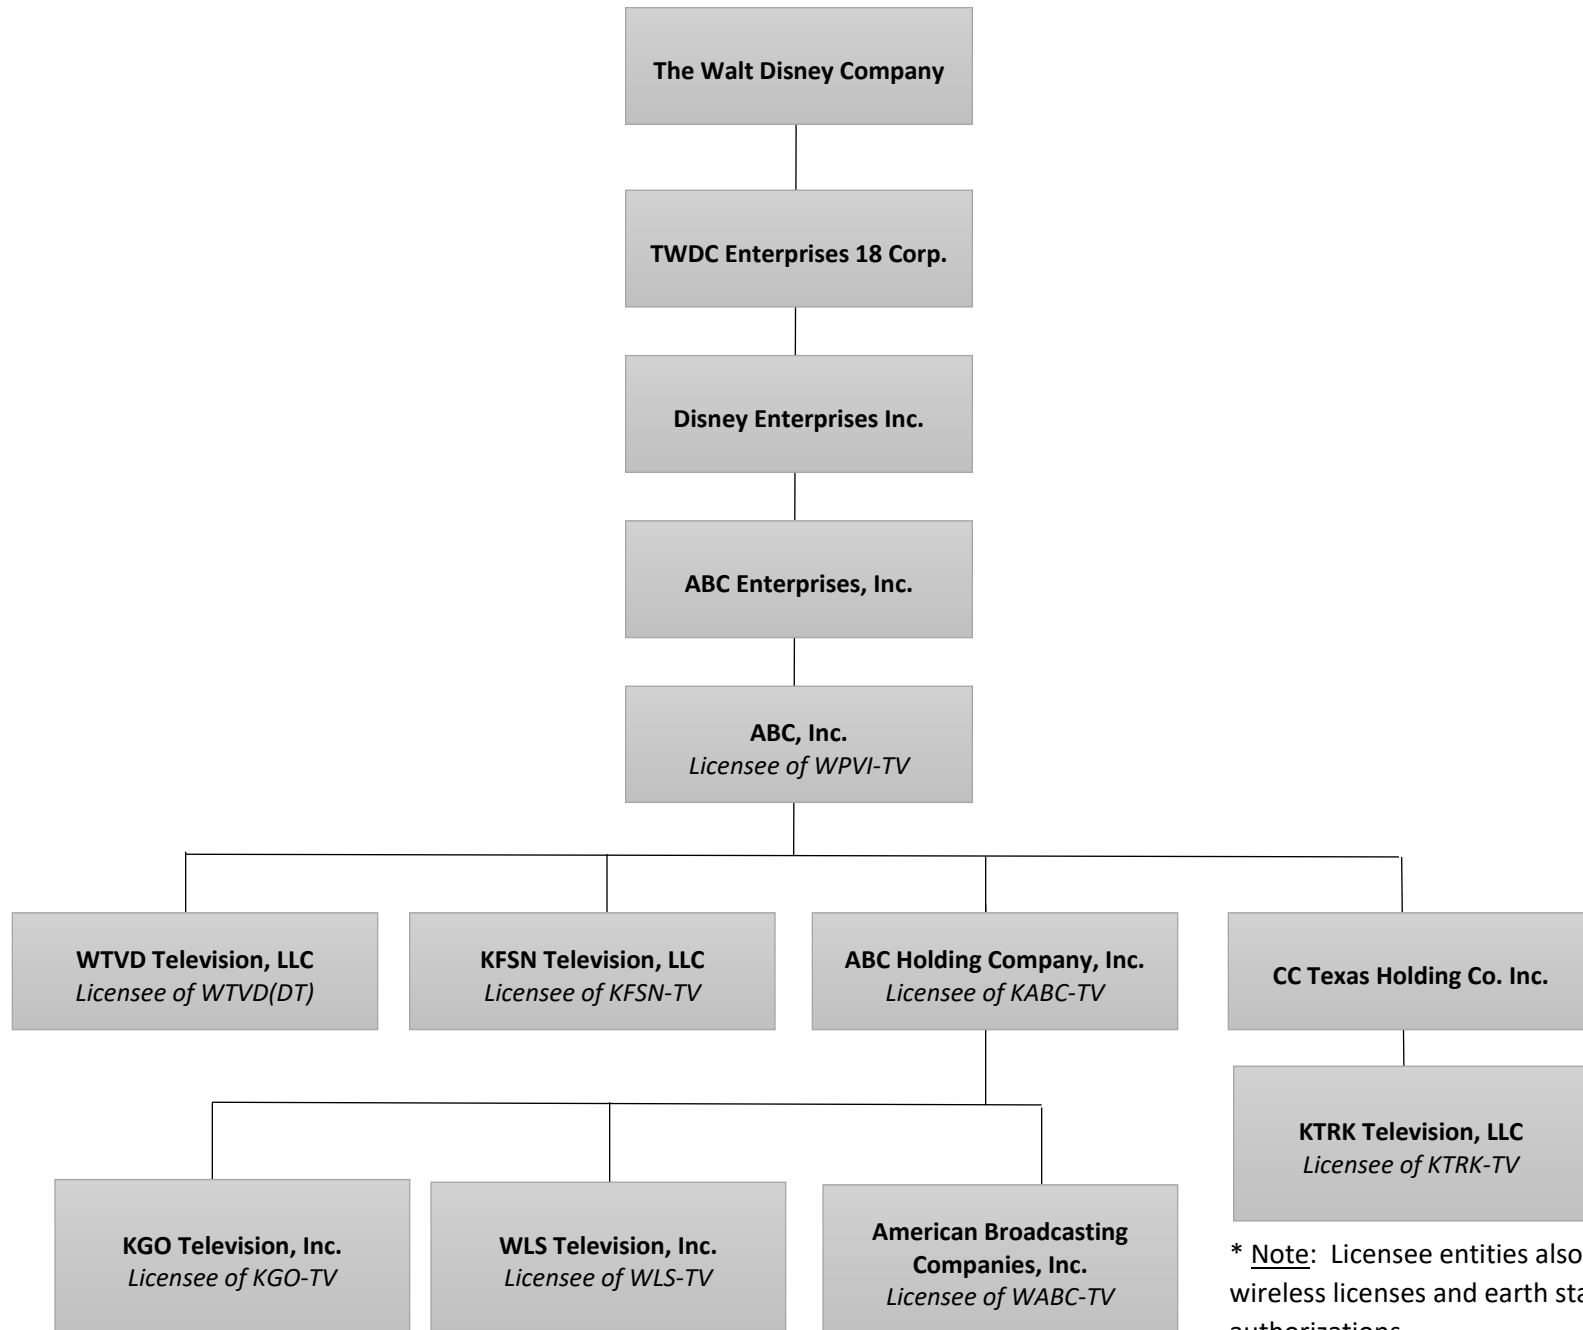 The Walt Disney Company
TWDC Enterprises 18 Corp.
Disney Enterprises Inc.
ABC Enterprises, Inc.
ABC, Inc.
Licensee of WPVI-TV
WTVD Television, LLC
Licensee of WTVD(DT)
KFSN Television, LLC
Licensee of KFSN-TV
ABC Holding Company, Inc.
Licensee of KABC-TV
CC Texas Holding Co. Inc.
KTRK Television, LLC
Licensee of KTRK-TV
KGO Television, Inc.
Licensee of KGO-TV
WLS Television, Inc.
Licensee of WLS-TV
American Broadcasting
Companies, Inc.
Licensee of WABC-TV
* Note: Licensee entities also
wireless licenses and earth